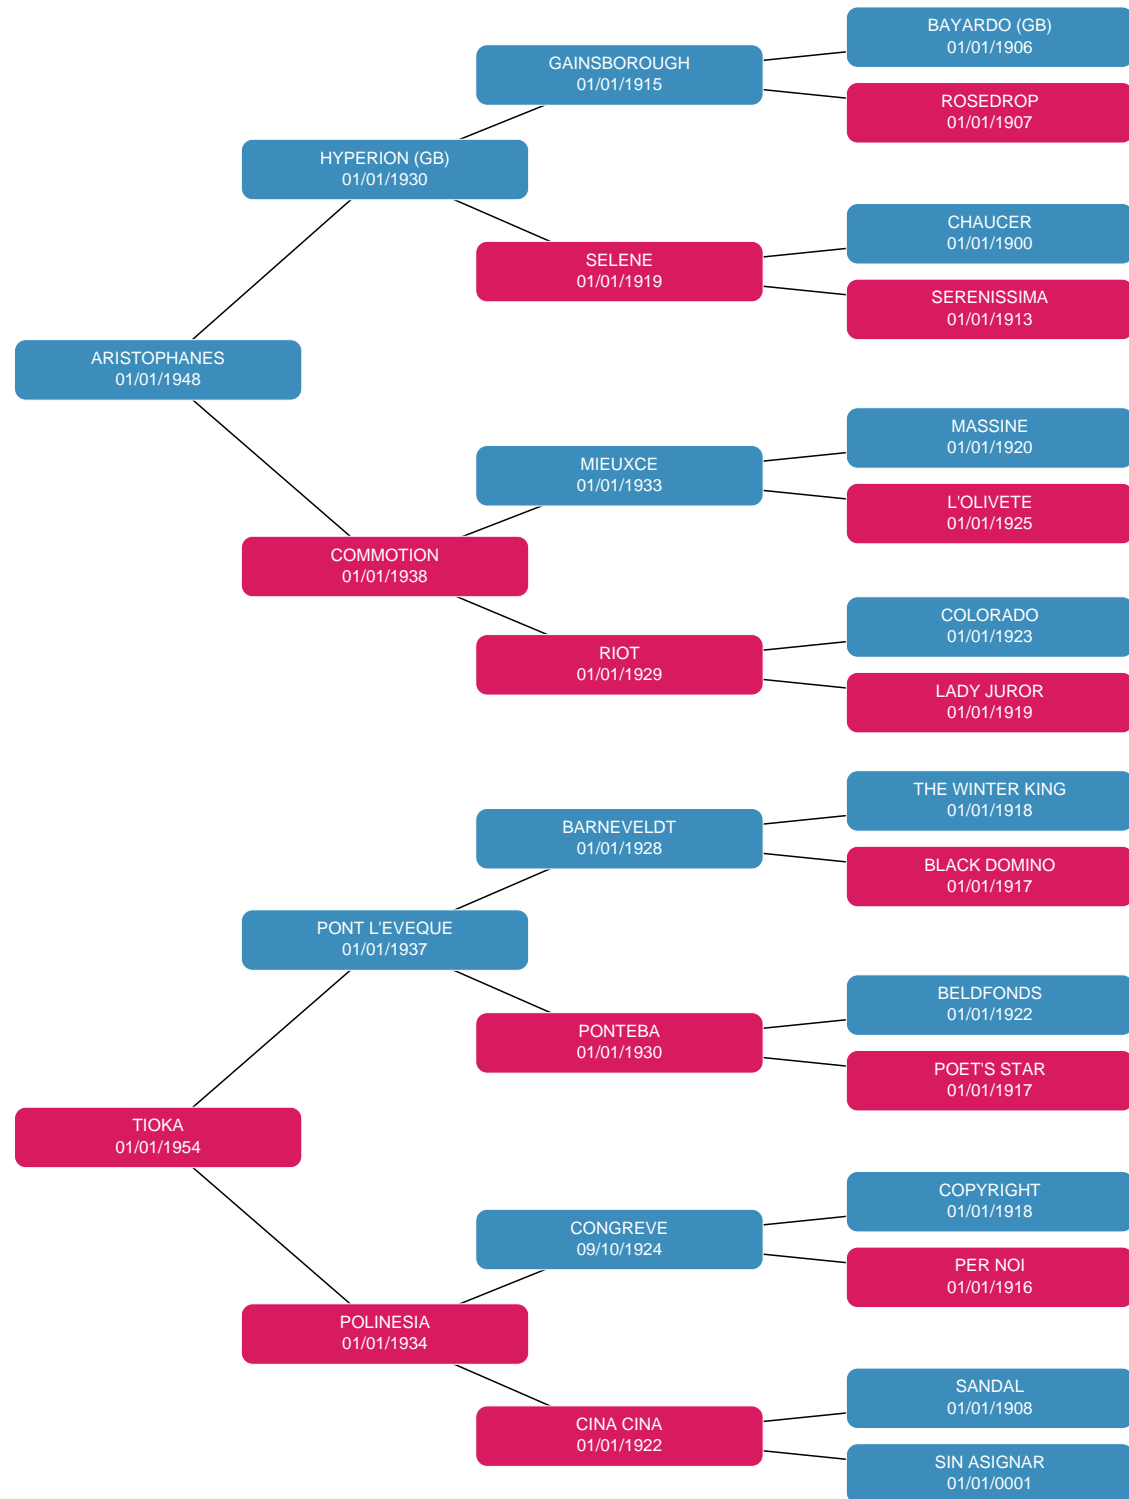 BAYARDO (GB)
01/01/1906
GAINSBOROUGH
01/01/1915
ROSEDROP
01/01/1907
HYPERION (GB)
01/01/1930
CHAUCER
01/01/1900
SELENE
01/01/1919
SERENISSIMA
01/01/1913
ARISTOPHANES
01/01/1948
MASSINE
01/01/1920
MIEUXCE
01/01/1933
L'OLIVETE
01/01/1925
COMMOTION
01/01/1938
COLORADO
01/01/1923
RIOT
01/01/1929
LADY JUROR
01/01/1919
THE WINTER KING
01/01/1918
BARNEVELDT
01/01/1928
BLACK DOMINO
01/01/1917
PONT L'EVEQUE
01/01/1937
BELDFONDS
01/01/1922
PONTEBA
01/01/1930
POET'S STAR
01/01/1917
TIOKA
01/01/1954
COPYRIGHT
01/01/1918
CONGREVE
09/10/1924
PER NOI
01/01/1916
POLINESIA
01/01/1934
SANDAL
01/01/1908
CINA CINA
01/01/1922
SIN ASIGNAR
01/01/0001